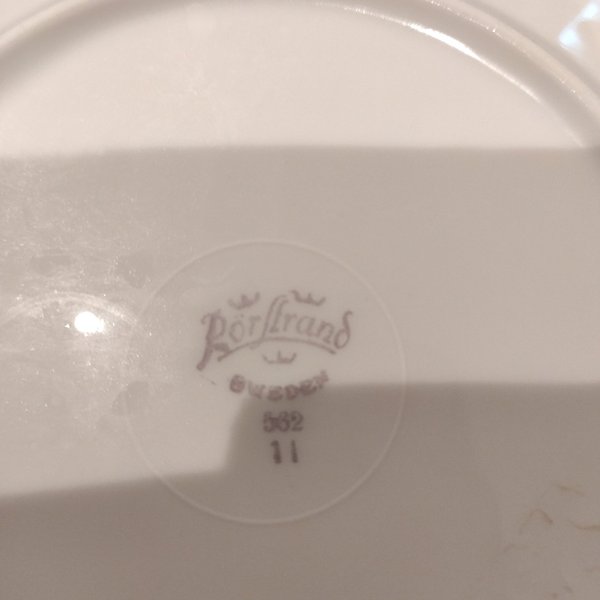 Rörstrand
SWEDEN
562
11